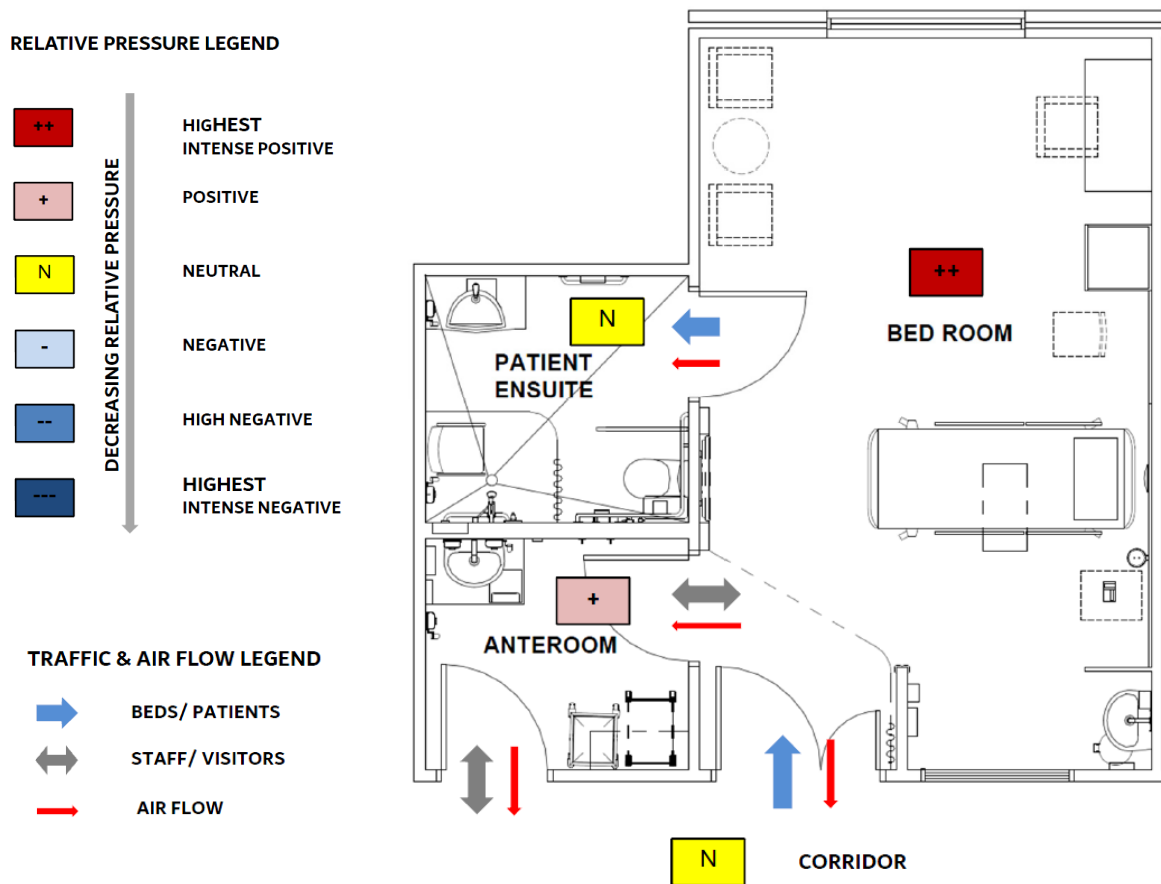 RELATIVE PRESSURE LEGEND
++
HIGHEST
INTENSE POSITIVE
+
POSITIVE
N
NEUTRAL
-
NEGATIVE
--
HIGH NEGATIVE
---
HIGHEST
INTENSE NEGATIVE
DECREASING RELATIVE PRESSURE
TRAFFIC & AIR FLOW LEGEND
BEDS/ PATIENTS
STAFF/ VISITORS
AIR FLOW
++
BED ROOM
N
PATIENT
ENSUITE
+
ANTEROOM
N
CORRIDOR